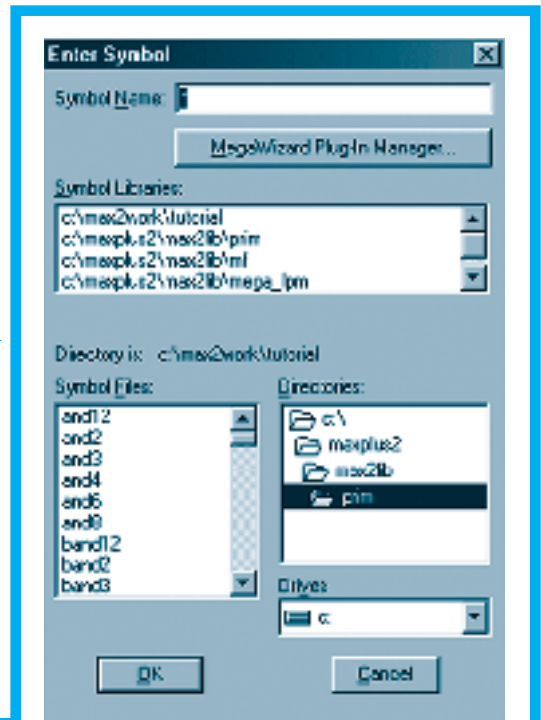 Enter Symbol
Symbol Name:
MegaWizard Plug-In Manager...
Symbol Libraries:
c:\max2work\tutorial
c:\maxplus2\max2lib\prim
c:\maxplus2\max2lib\mf
c:\maxplus2\max2lib\mega_lpm
Directory is: c:\max2work\tutorial
Symbol Files:
and12
and2
and3
and4
and6
and8
band12
band2
band3
Directories:
c:\
maxplus2
max2lib
prim
Drives:
c:
OK
Cancel